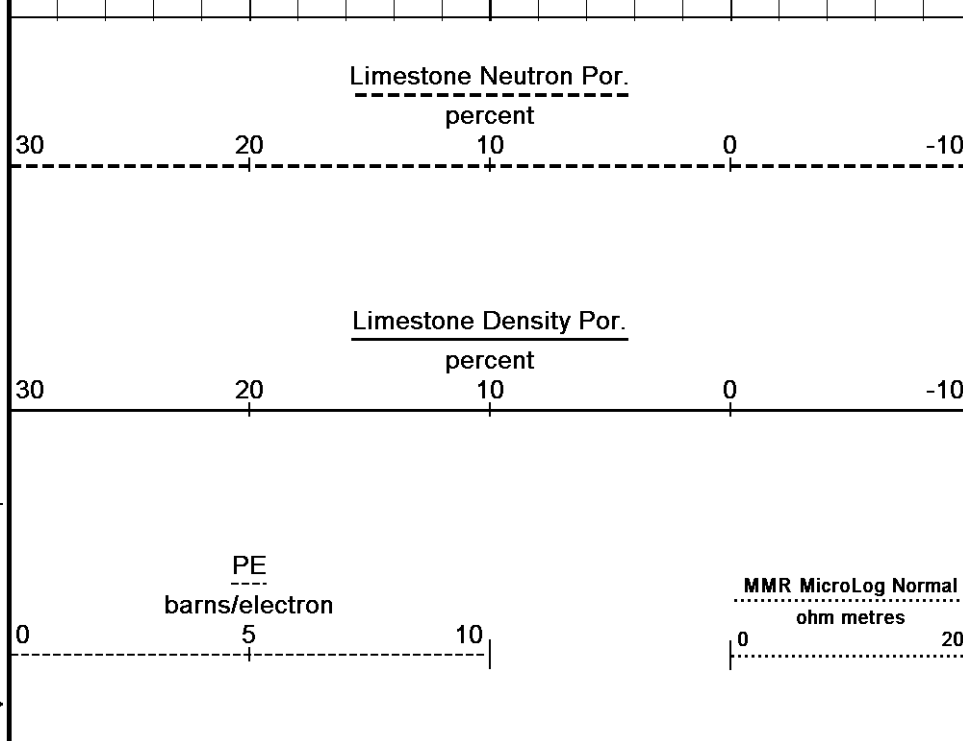 Limestone Neutron Por.
percent
30 20 10 0 -10
Limestone Density Por.
percent
30 20 10 0 -10
PE
barns/electron
0 5 10
MMR MicroLog Normal
ohm metres
0 20